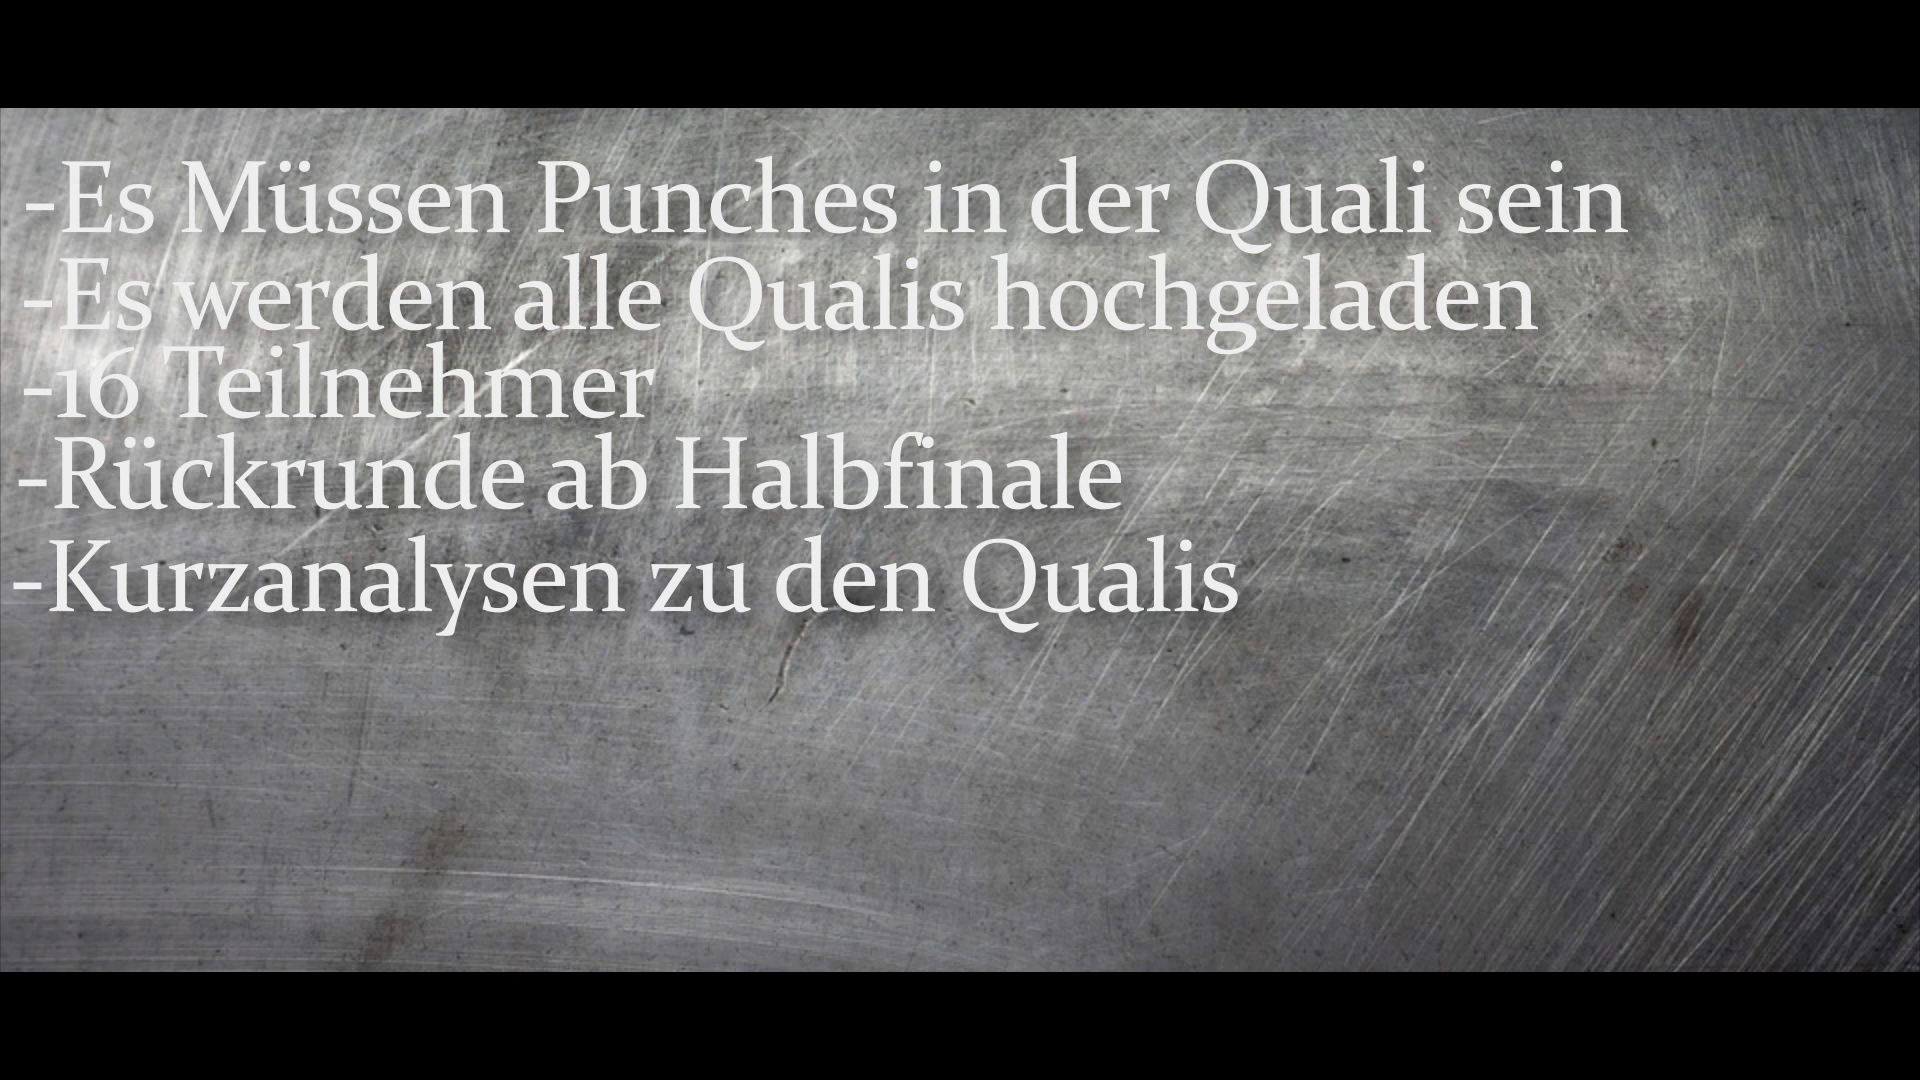 -Es Müssen Punches in der Quali sein
-Es werden alle Qualis hochgeladen
-16 Teilnehmer
-Rückrunde ab Halbfinale
-Kurzanalysen zu den Qualis